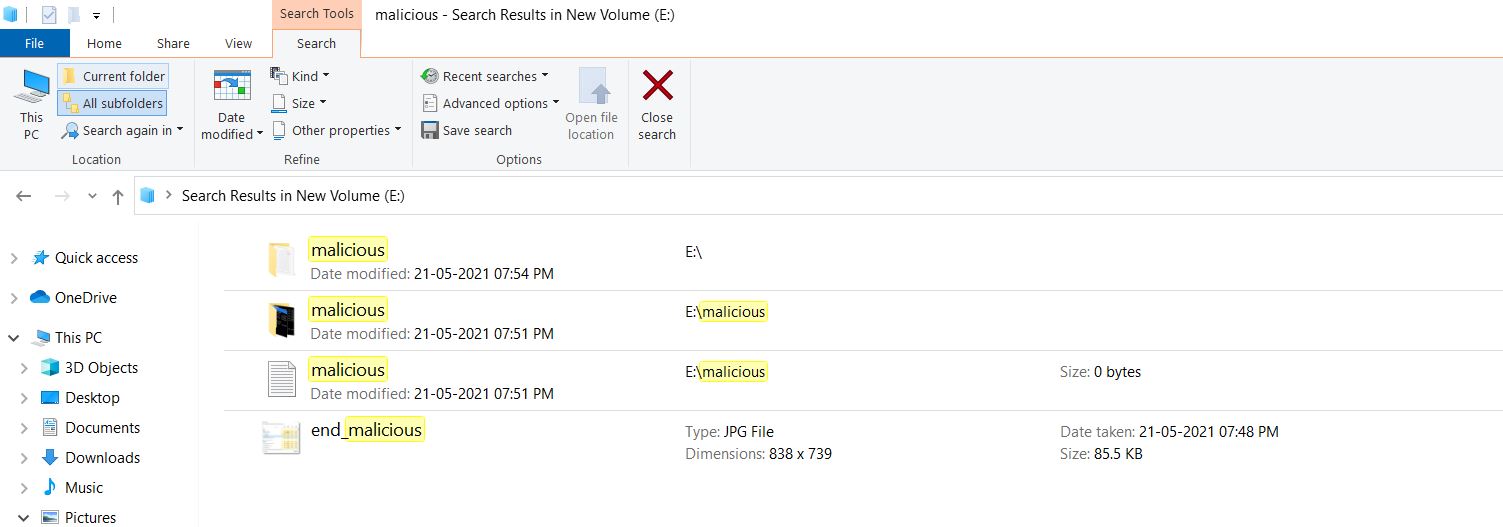 Search Tools
malicious - Search Results in New Volume (E:)
File
Home
Share
View
Search
This PC
Current folder
All subfolders
Search again in
Location
Date modified
Kind
Size
Other properties
Refine
Recent searches
Advanced options
Save search
Options
Open file location
Close search
Search Results in New Volume (E:)
Quick access
OneDrive
This PC
3D Objects
Desktop
Documents
Downloads
Music
Pictures
malicious E:\
Date modified: 21-05-2021 07:54 PM
malicious E:\malicious
Date modified: 21-05-2021 07:51 PM
malicious E:\malicious Size: 0 bytes
Date modified: 21-05-2021 07:51 PM
end_malicious Type: JPG File Date taken: 21-05-2021 07:48 PM
Dimensions: 838 x 739 Size: 85.5 KB